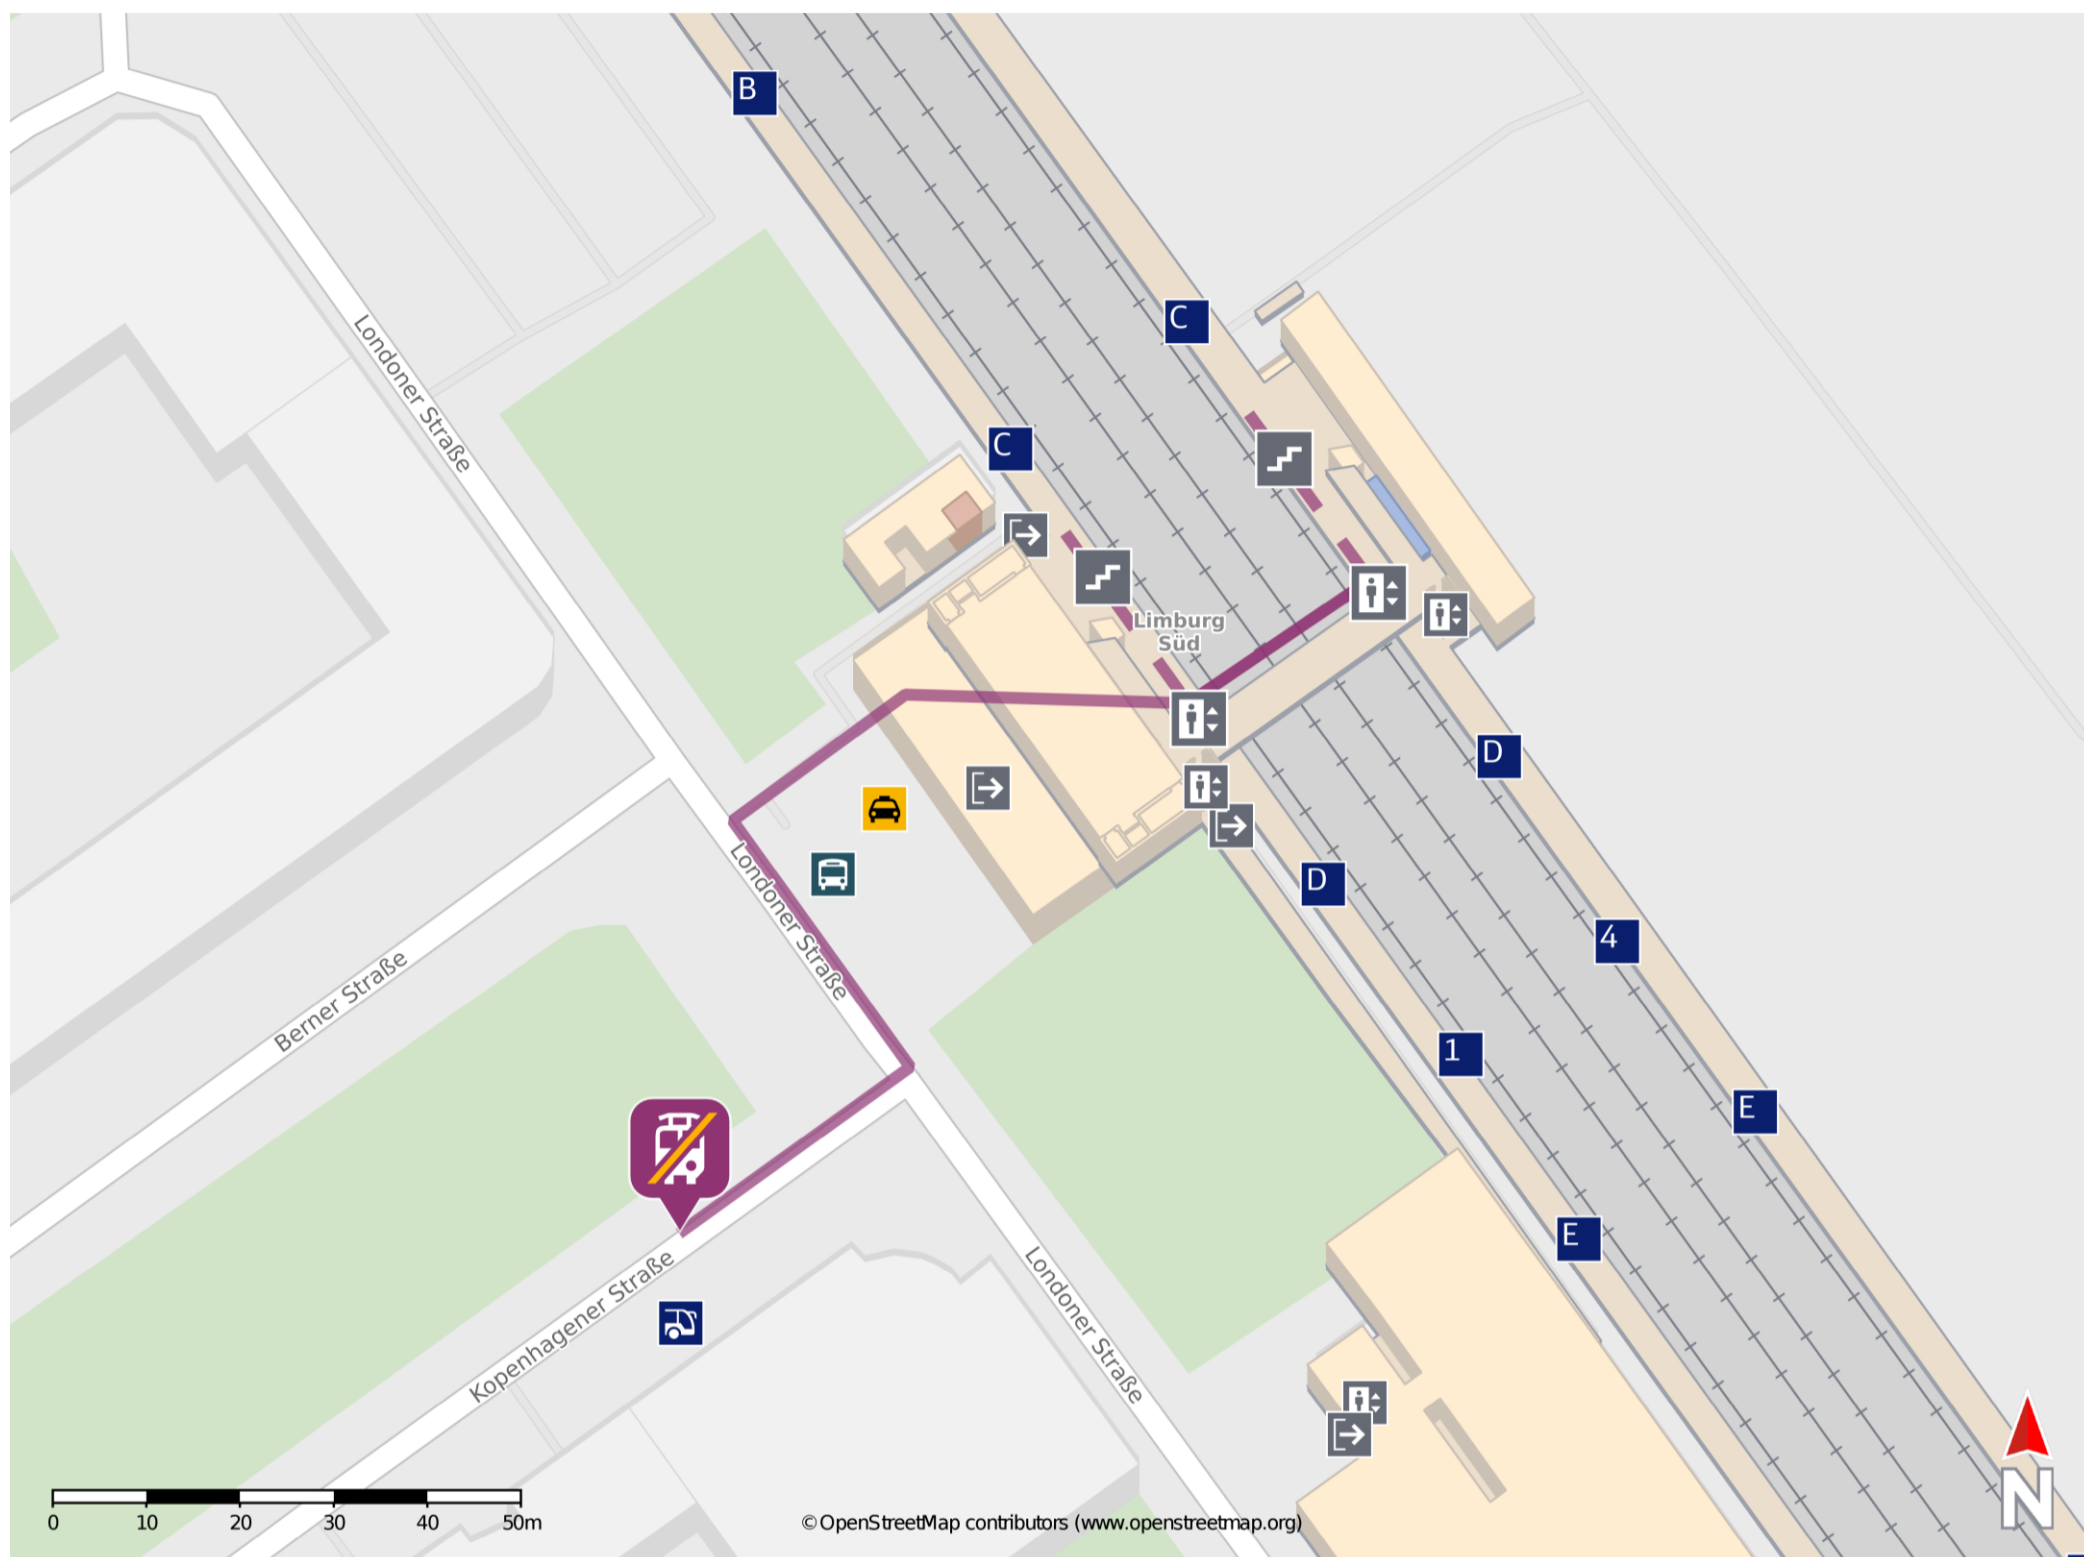 B
C
Londoner Straße
C
Limburg
Süd
D
Londoner Straße
D
4
Berner Straße
1
E
E
Kopenhagener Straße
Londoner Straße
N
0 10 20 30 40 50m
© OpenStreetMap contributors (www.openstreetmap.org)